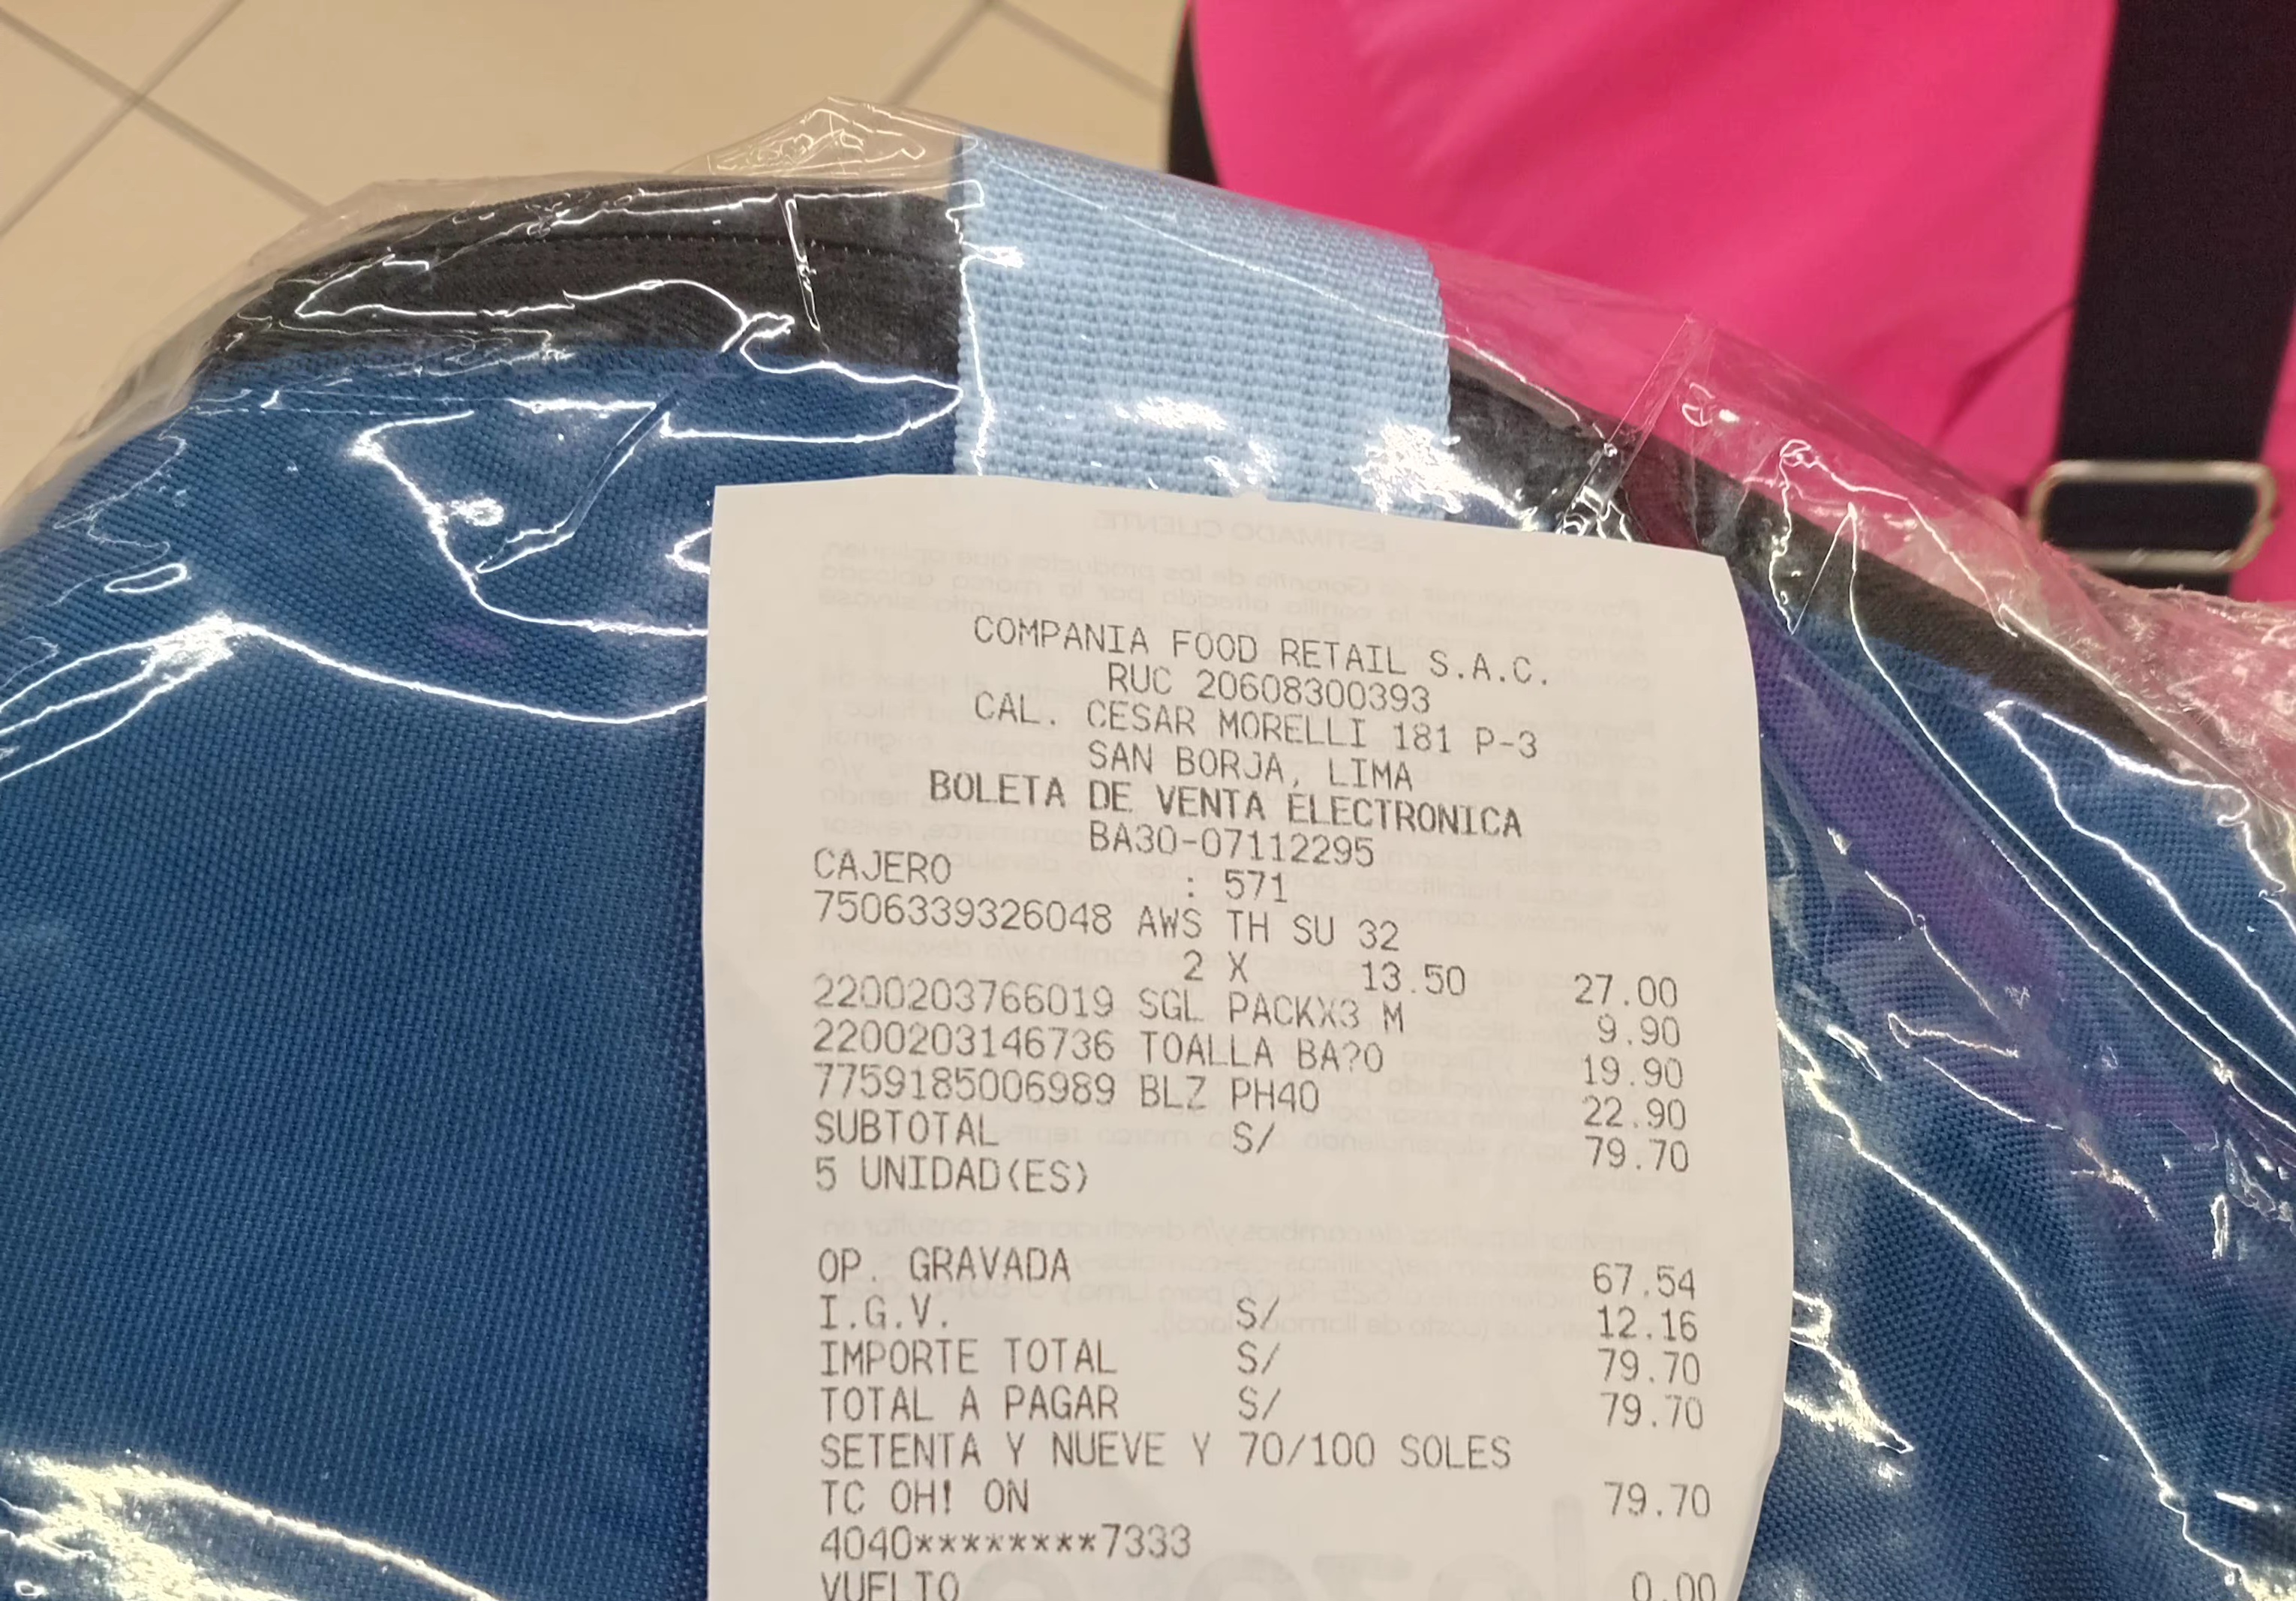 COMPANIA FOOD RETAIL S.A.C.
RUC 20608300393
CAL. CESAR MORELLI 181 P-3
SAN BORJA, LIMA
BOLETA DE VENTA ELECTRONICA
BA30-07112295
CAJERO : 571
7506339326048 AWS TH SU 32
2 X 13.50 27.00
2200203766019 SGL PACKX3 M 9.90
2200203146736 TOALLA BA?O 19.90
7759185006989 BLZ PH40 22.90
SUBTOTAL S/ 79.70
5 UNIDAD(ES)
OP. GRAVADA 67.54
I.G.V. S/ 12.16
IMPORTE TOTAL S/ 79.70
TOTAL A PAGAR S/ 79.70
SETENTA Y NUEVE Y 70/100 SOLES
TC OH! ON 79.70
4040********7333
VUELTO 0.00